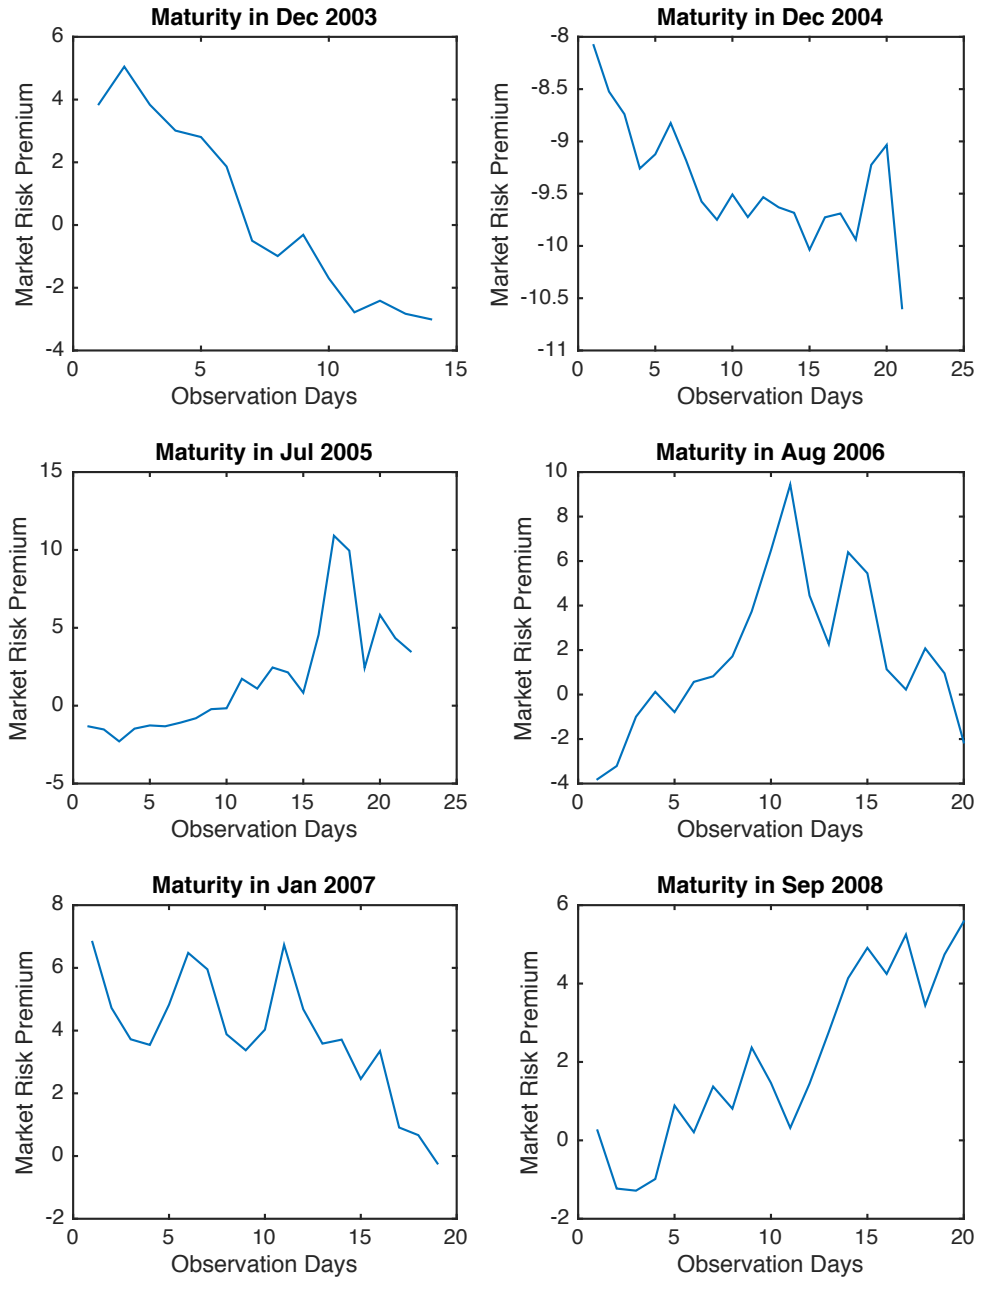 Maturity in Dec 2003
6
4
2
0
-2
-4
0 5 10 15
Market Risk Premium
Observation Days
Maturity in Dec 2004
-8
-8.5
-9
-9.5
-10
-10.5
-11
0 5 10 15 20 25
Market Risk Premium
Observation Days
Maturity in Jul 2005
15
10
5
0
-5
0 5 10 15 20 25
Market Risk Premium
Observation Days
Maturity in Aug 2006
10
8
6
4
2
0
-2
-4
0 5 10 15 20
Market Risk Premium
Observation Days
Maturity in Jan 2007
8
6
4
2
0
-2
0 5 10 15 20
Market Risk Premium
Observation Days
Maturity in Sep 2008
6
4
2
0
-2
0 5 10 15 20
Market Risk Premium
Observation Days